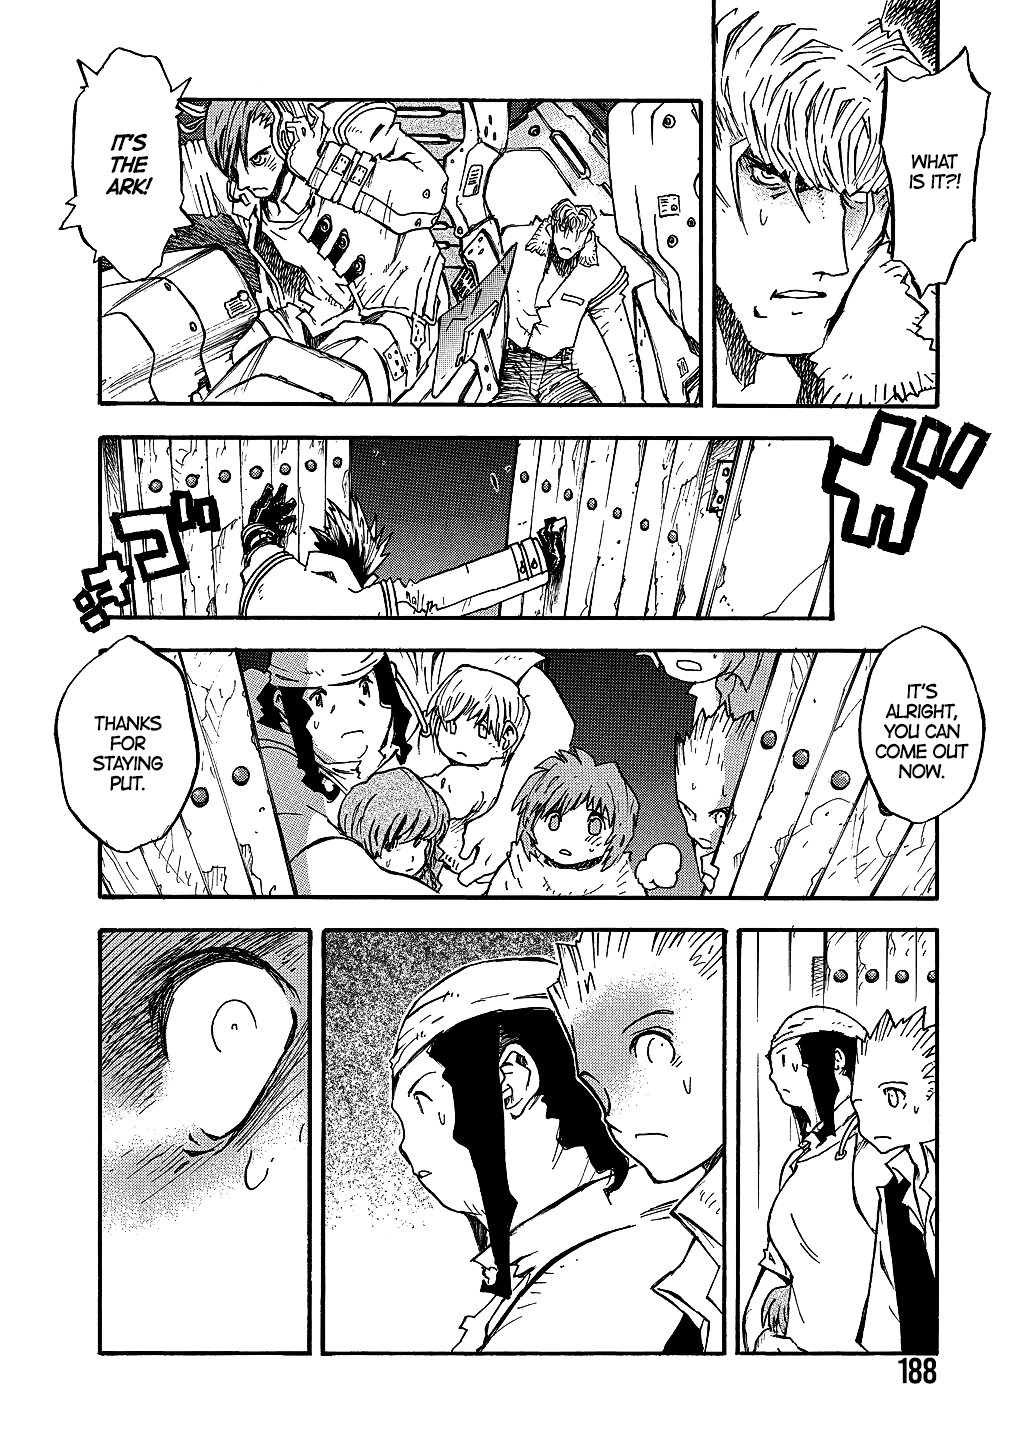 WHAT
IS IT?!
IT'S
THE
ARK!
IT'S
ALRIGHT,
YOU CAN
COME OUT
NOW.
THANKS
FOR
STAYING
PUT.
188